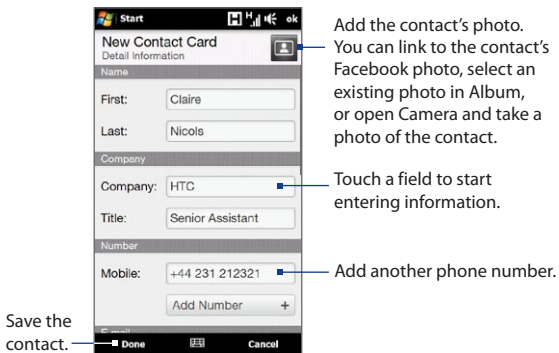 Start
H
H
ok
New Contact Card
Detail Information
Name
First: Claire
Last: Nicols
Company
Company: HTC
Title: Senior Assistant
Number
Mobile: +44 231 212321
Add Number +
E-mail
Done Cancel
Add the contact’s photo.
You can link to the contact’s
Facebook photo, select an
existing photo in Album,
or open Camera and take a
photo of the contact.
Touch a field to start
entering information.
Add another phone number.
Save the
contact.